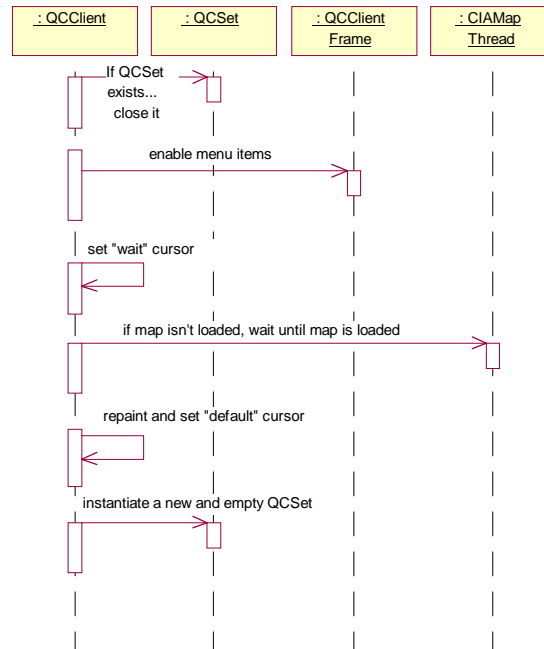 : QCClient
: QCSet
: QCClient
Frame
: CIAMap
Thread
If QCSet
exists...
close it
enable menu items
set "wait" cursor
if map isn't loaded, wait until map is loaded
repaint and set "default" cursor
instantiate a new and empty QCSet